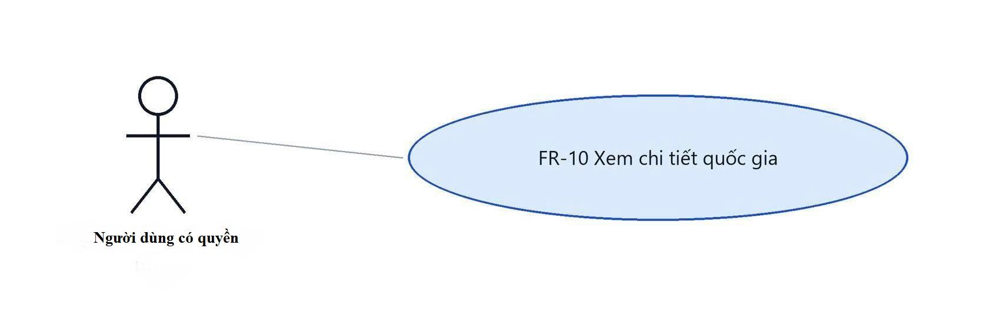 FR-10 Xem chi tiết quốc gia
Người dùng có quyền